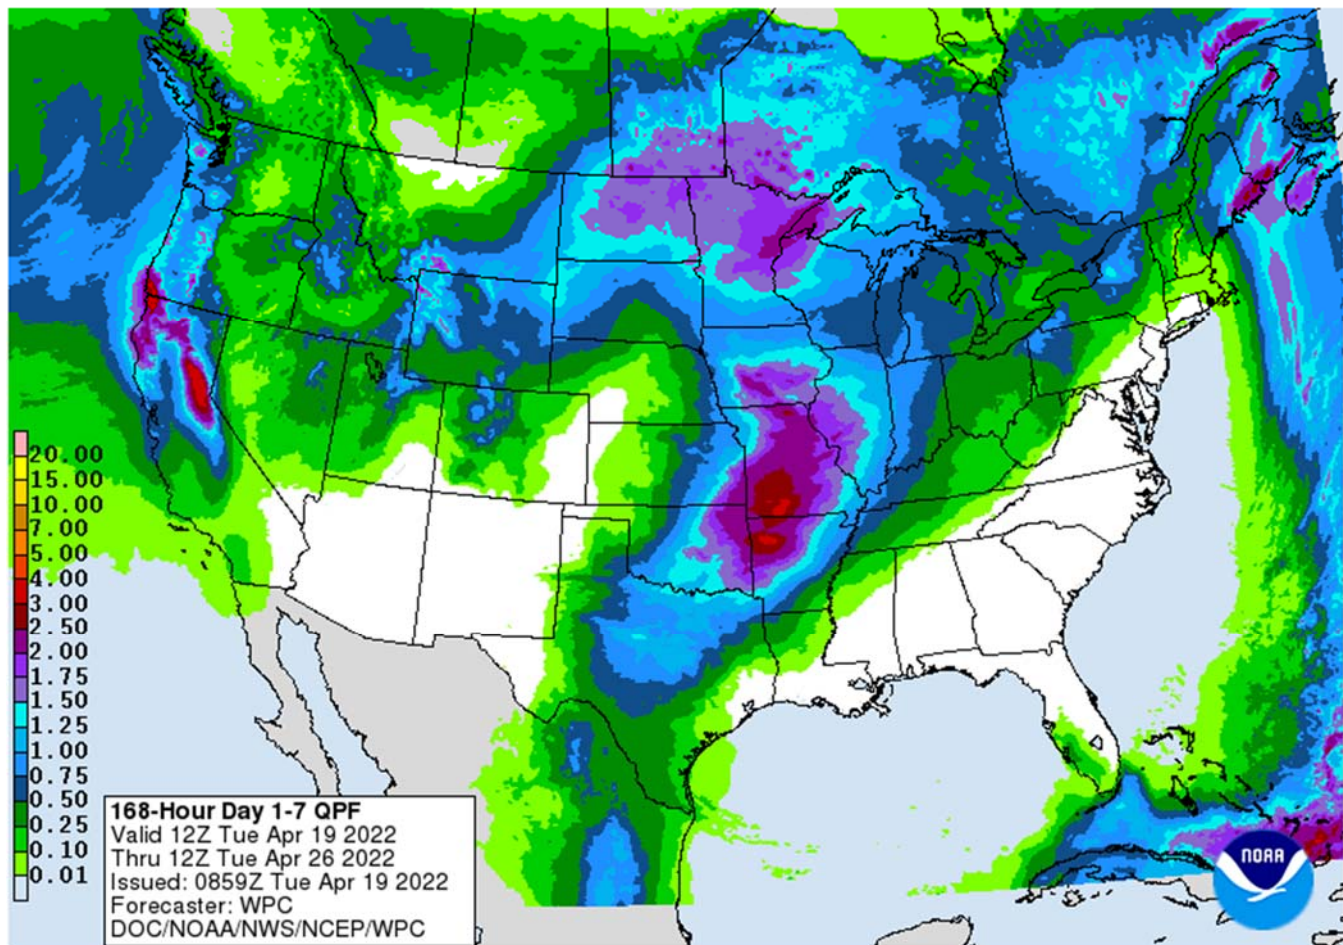 20.00
15.00
10.00
7.00
5.00
4.00
3.00
2.50
2.00
1.75
1.50
1.25
1.00
0.75
0.50
0.25
0.10
0.01
168-Hour Day 1-7 QPF
Valid 12Z Tue Apr 19 2022
Thru 12Z Tue Apr 26 2022
Issued: 0859Z Tue Apr 19 2022
Forecaster: WPC
DOC/NOAA/NWS/NCEP/WPC
NOAA